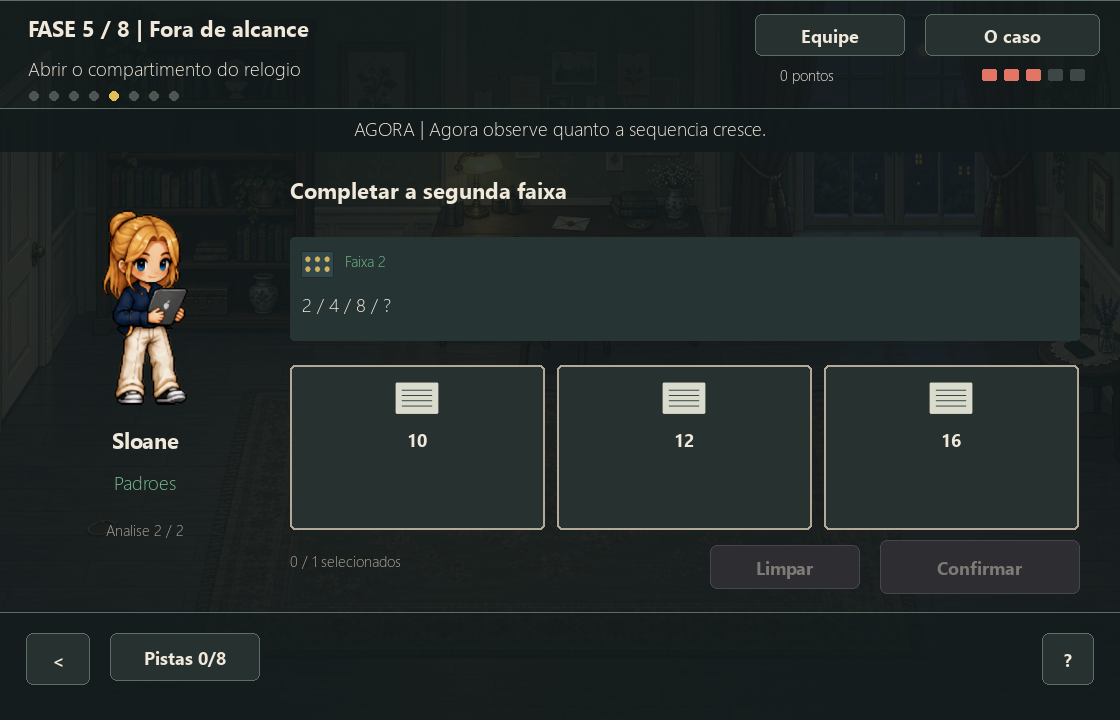 FASE 5 / 8 | Fora de alcance
Abrir o compartimento do relogio
Equipe
0 pontos
O caso
AGORA | Agora observe quanto a sequencia cresce.
Completar a segunda faixa
Faixa 2
2 / 4 / 8 / ?
10
12
16
Sloane
Padroes
Analise 2 / 2
0 / 1 selecionados
Limpar
Confirmar
<
Pistas 0/8
?